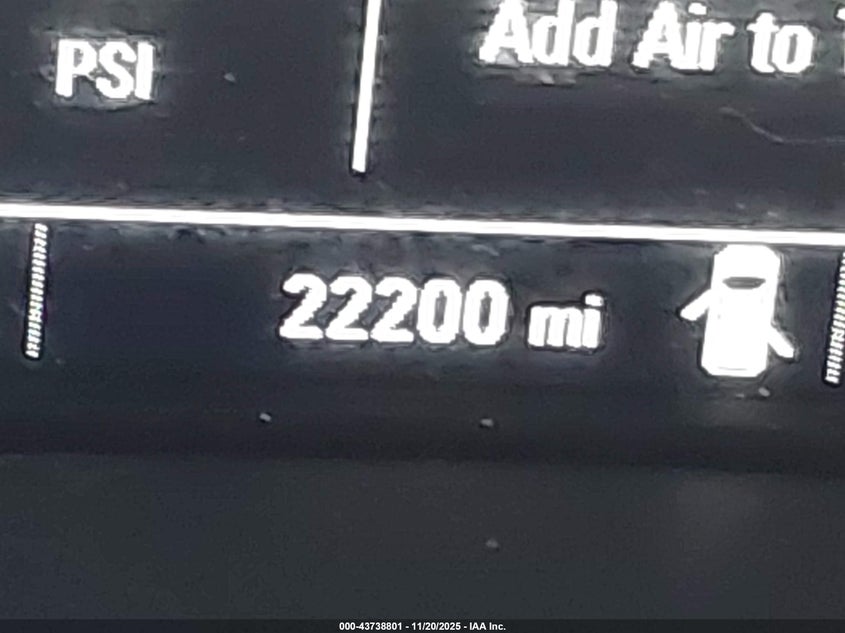 PSI
Add Air to
22200 mi
000-43738801 - 11/20/2025 - IAA Inc.